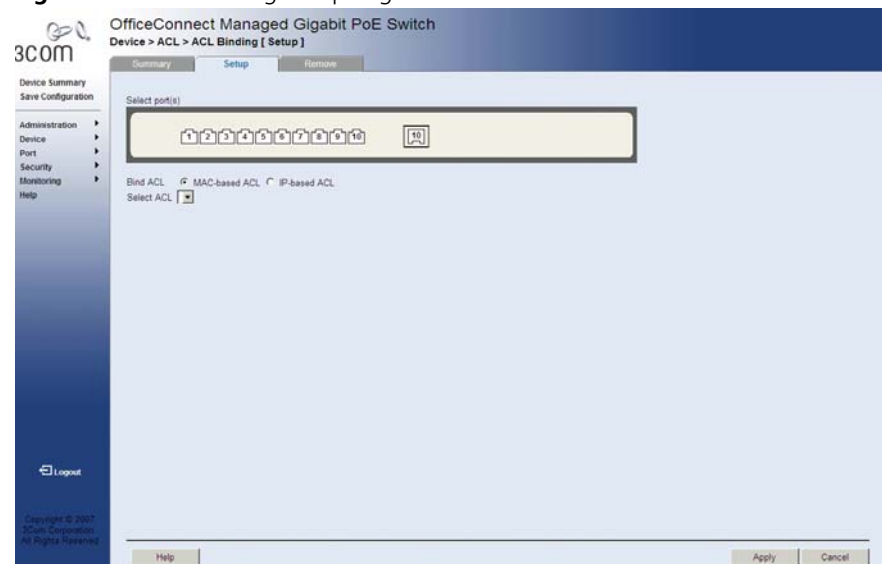 OfficeConnect Managed Gigabit PoE Switch
3com
Device > ACL > ACL Binding [ Setup ]
Summary Setup Remove
Device Summary
Save Configuration
Administration
Device
Port
Security
Monitoring
Help
Select port(s)
1 2 3 4 5 6 7 8 9 10 10
Bind ACL MAC-based ACL IP-based ACL
Select ACL
Logout
Copyright © 2007
3Com Corporation
All Rights Reserved
Help Apply Cancel